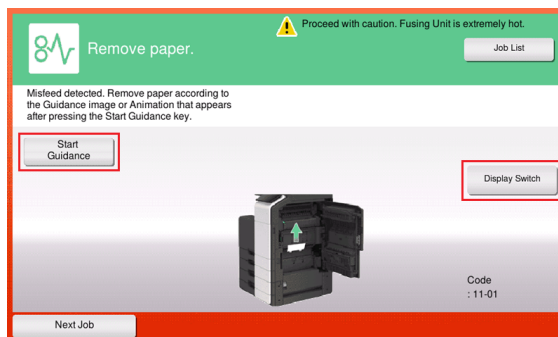 Proceed with caution. Fusing Unit is extremely hot.
Remove paper.
Job List
Misfeed detected. Remove paper according to
the Guidance image or Animation that appears
after pressing the Start Guidance key.
Start
Guidance
Display Switch
Code
: 11-01
Next Job